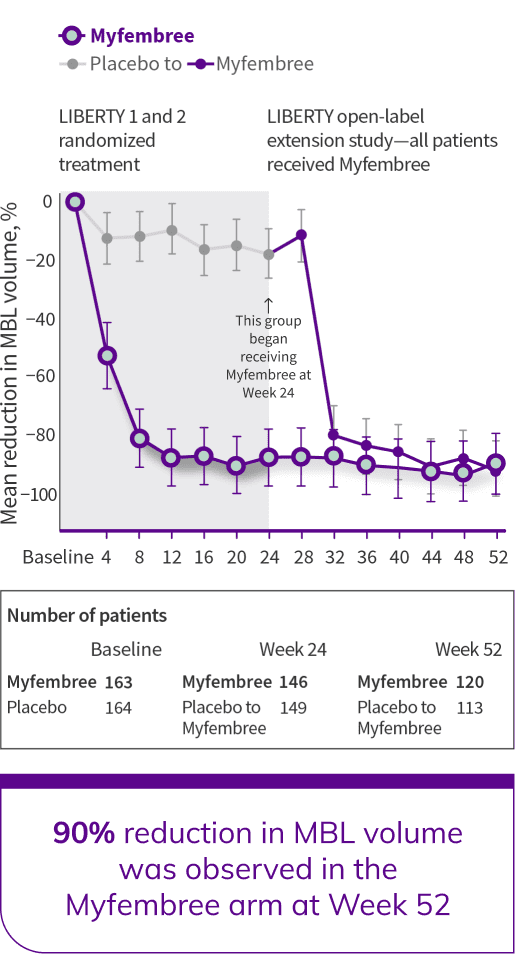 Myfembree
Placebo to Myfembree
LIBERTY 1 and 2
randomized
treatment
LIBERTY open-label
extension study—all patients
received Myfembree
Mean reduction in MBL volume, %
0
−20
−40
−60
−80
−100
↑
This group
began
receiving
Myfembree at
Week 24
Baseline 4 8 12 16 20 24 28 32 36 40 44 48 52
Number of patients
Baseline Week 24 Week 52
Myfembree 163 Myfembree 146 Myfembree 120
Placebo 164 Placebo to 149 Placebo to 113
Myfembree Myfembree
90% reduction in MBL volume
was observed in the
Myfembree arm at Week 52